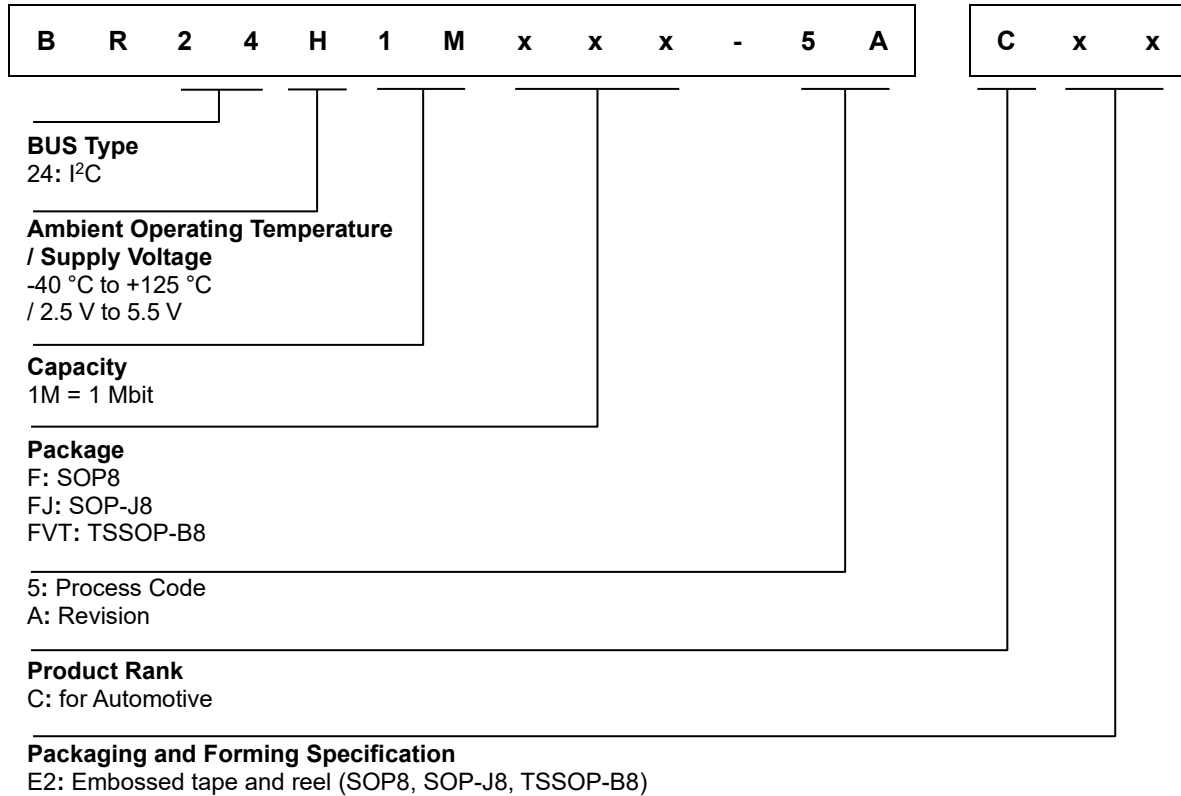 B R 2 4 H 1 M x x x - 5 A C x x
BUS Type
24: I²C
Ambient Operating Temperature
/ Supply Voltage
-40 °C to +125 °C
/ 2.5 V to 5.5 V
Capacity
1M = 1 Mbit
Package
F: SOP8
FJ: SOP-J8
FVT: TSSOP-B8
5: Process Code
A: Revision
Product Rank
C: for Automotive
Packaging and Forming Specification
E2: Embossed tape and reel (SOP8, SOP-J8, TSSOP-B8)